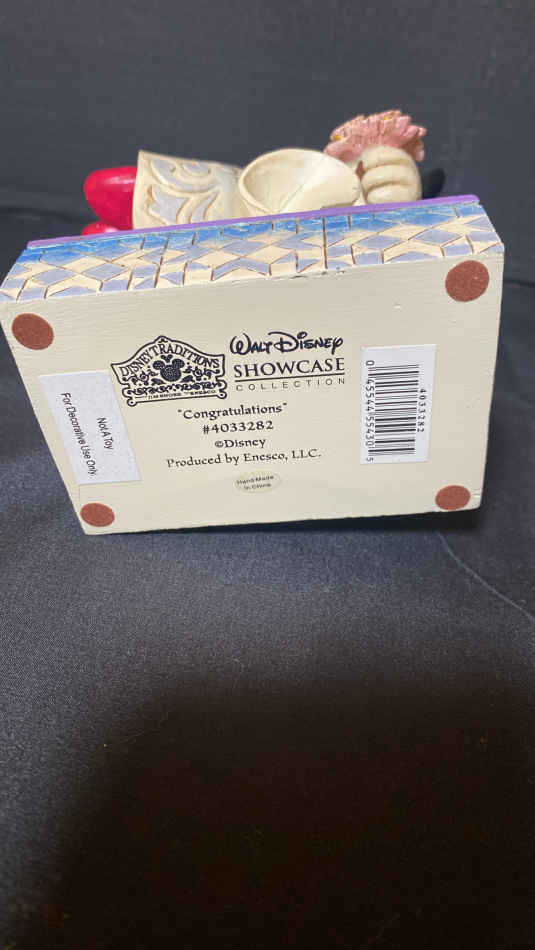 DISNEY TRADITIONS
JIM SHORE ™ ENESCO
WALT DISNEY
SHOWCASE
COLLECTION
"Congratulations"
#4033282
©Disney
Produced by Enesco, LLC.
Hand Made
In China
Not A Toy
For Decorative Use Only.
4033282
0 45544 55430 5